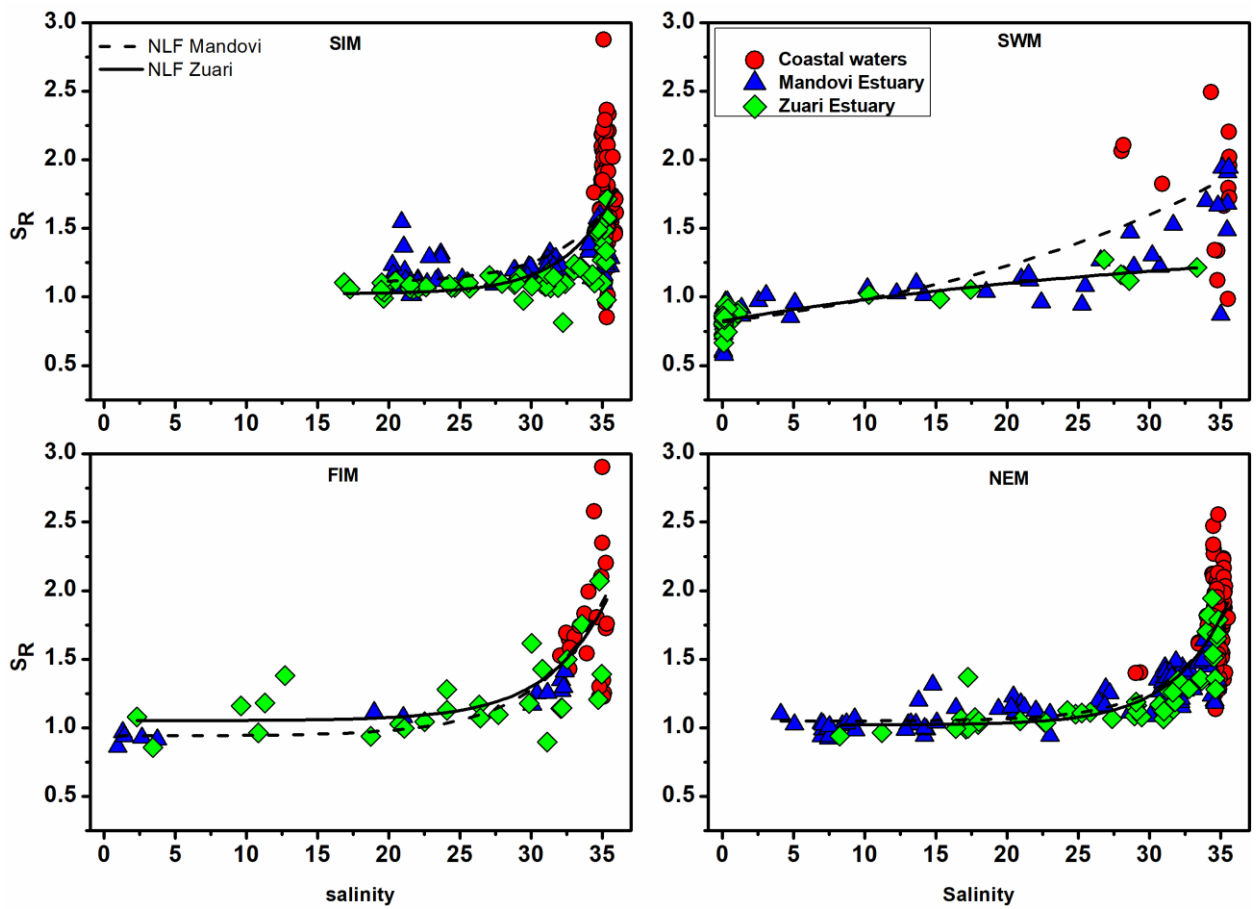 3.0
2.5
2.0
1.5
1.0
0.5
SR
0 5 10 15 20 25 30 35
SIM
NLF Mandovi
NLF Zuari
3.0
2.5
2.0
1.5
1.0
0.5
0 5 10 15 20 25 30 35
SWM
Coastal waters
Mandovi Estuary
Zuari Estuary
3.0
2.5
2.0
1.5
1.0
0.5
SR
0 5 10 15 20 25 30 35
salinity
FIM
3.0
2.5
2.0
1.5
1.0
0.5
0 5 10 15 20 25 30 35
Salinity
NEM